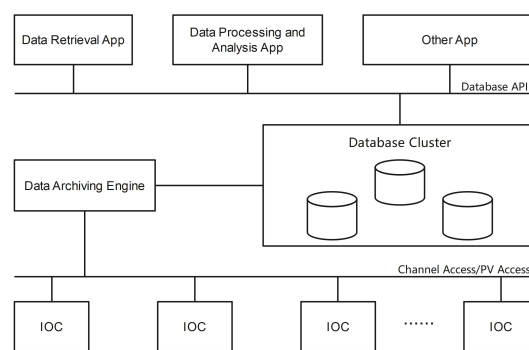 Data Retrieval App
Data Processing and
Analysis App
Other App
Database API
Database Cluster
Data Archiving Engine
Channel Access/PV Access
IOC
IOC
IOC
......
IOC